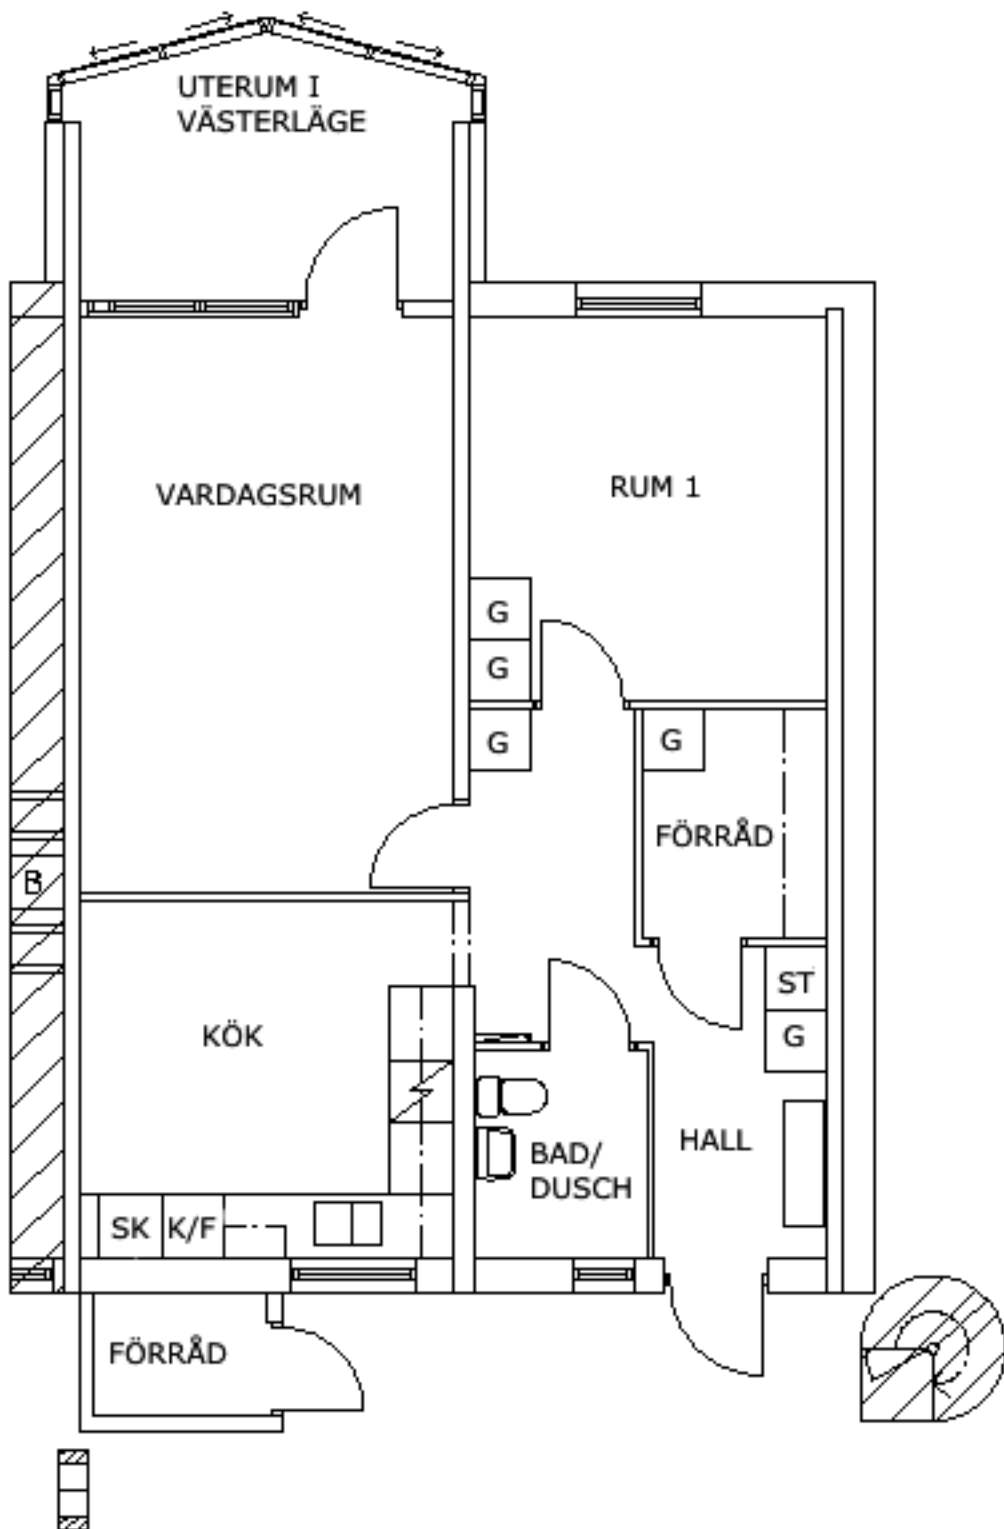 UTERUM I
VÄSTERLÄGE
VARDAGSRUM
RUM 1
G
G
G
G
FÖRRÅD
B
ST
G
KÖK
HALL
BAD/
DUSCH
SK
K/F
FÖRRÅD